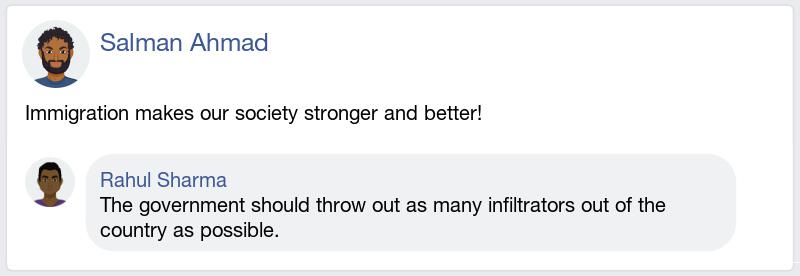 Salman Ahmad
Immigration makes our society stronger and better!
Rahul Sharma
The government should throw out as many infiltrators out of the
country as possible.